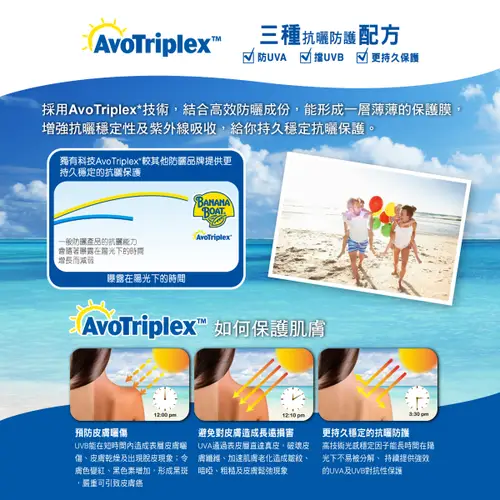 AvoTriplex™
三種抗曬防護配方
防UVA 擋UVB 更持久保護
採用AvoTriplex*技術，結合高效防曬成份，能形成一層薄薄的保護膜，
增強抗曬穩定性及紫外線吸收，給你持久穩定抗曬保護。
獨有科技AvoTriplex*較其他防曬品牌提供更
持久穩定的抗曬保護
BANANA
BOAT
AvoTriplex™
一般防曬產品的抗曬能力
會隨著曝露在陽光下的時間
增長而減弱
曝露在陽光下的時間
AvoTriplex™ 如何保護肌膚
12:00 pm
12:10 pm
3:30 pm
預防皮膚曬傷
UVB能在短時間內造成表層皮膚曬
傷、皮膚乾燥及出現脫皮現象；令
膚色變紅、黑色素增加，形成黑斑
，嚴重可引致皮膚癌
避免對皮膚造成長遠損害
UVA通過表皮層直達真皮，破壞皮
膚纖維、加速肌膚老化造成皺紋、
暗啞、粗糙及皮膚鬆弛現象
更持久穩定的抗曬防護
高技術光感穩定因子能長時間在陽
光下不易被分解、 持續提供強效
的UVA及UVB對抗性保護